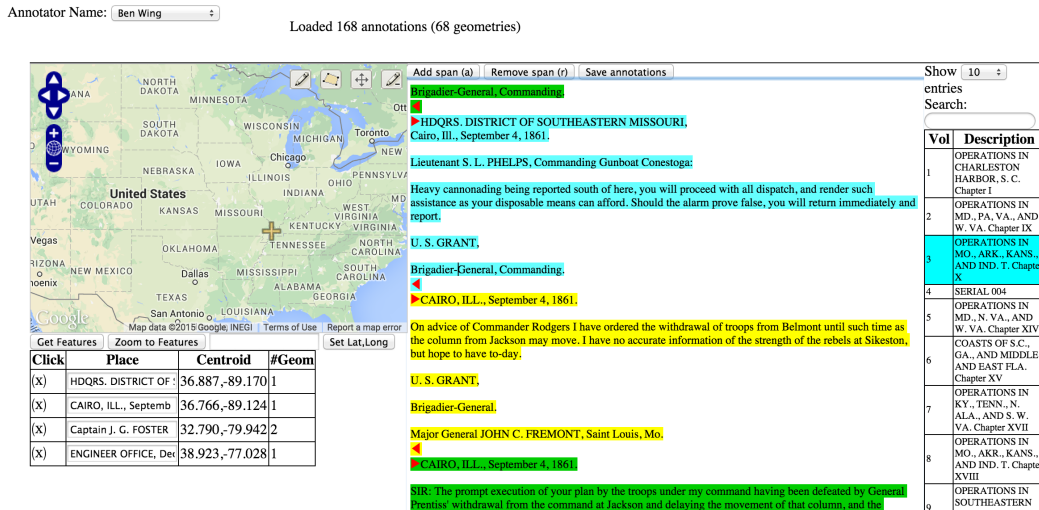 Annotator Name: Ben Wing
Loaded 168 annotations (68 geometries)
ANA
NORTH DAKOTA
MINNESOTA
Ott
SOUTH DAKOTA
WISCONSIN
MICHIGAN
Toronto
WYOMING
IOWA
Chicago
NEW
NEBRASKA
ILLINOIS
OHIO
PENNSYLV
United States
INDIANA
MD
UTAH
COLORADO
KANSAS
MISSOURI
WEST VIRGINIA
KENTUCKY
VIRGINIA
Vegas
OKLAHOMA
TENNESSEE
NORTH CAROLINA
RIZONA
NEW MEXICO
MISSISSIPPI
SOUTH CAROLINA
hoenix
Dallas
ALABAMA
TEXAS
GEORGIA
San Antonio
LOUISIANA
Google
Map data ©2015 Google, INEGI
Terms of Use
Report a map error
Get Features
Zoom to Features
Set Lat,Long
Click Place Centroid #Geom
(x) HDQRS. DISTRICT OF 36.887,-89.170 1
(x) CAIRO, ILL., Septemb 36.766,-89.124 1
(x) Captain J. G. FOSTER 32.790,-79.942 2
(x) ENGINEER OFFICE, Dec 38.923,-77.028 1
Add span (a) Remove span (r) Save annotations
Brigadier-General, Commanding.
HDQRS. DISTRICT OF SOUTHEASTERN MISSOURI,
Cairo, Ill., September 4, 1861.
Lieutenant S. L. PHELPS, Commanding Gunboat Conestoga:
Heavy cannonading being reported south of here, you will proceed with all dispatch, and render such
assistance as your disposable means can afford. Should the alarm prove false, you will return immediately and
report.
U. S. GRANT,
Brigadier-General, Commanding.
CAIRO, ILL., September 4, 1861.
On advice of Commander Rodgers I have ordered the withdrawal of troops from Belmont until such time as
the column from Jackson may move. I have no accurate information of the strength of the rebels at Sikeston,
but hope to have to-day.
U. S. GRANT,
Brigadier-General.
Major General JOHN C. FREMONT, Saint Louis, Mo.
CAIRO, ILL., September 4, 1861.
SIR: The prompt execution of your plan by the troops under my command having been defeated by General
Prentiss' withdrawal from the command at Jackson and delaying the movement of that column, and the
Show 10
entries
Search:
Vol Description
1 OPERATIONS IN
CHARLESTON
HARBOR, S. C.
Chapter I
2 OPERATIONS IN
MD., PA, VA., AND
W. VA. Chapter IX
3 OPERATIONS IN
MO., ARK., KANS.,
AND IND. T. Chapte
X
4 SERIAL 004
5 OPERATIONS IN
MD., N. VA., AND
W. VA. Chapter XIV
6 COASTS OF S.C.,
GA., AND MIDDLE
AND EAST FLA.
Chapter XV
7 OPERATIONS IN
KY., TENN., N.
ALA., AND S. W.
VA. Chapter XVII
8 OPERATIONS IN
MO., AKR., KANS.,
AND IND. T. Chapte
XVIII
9 OPERATIONS IN
SOUTHEASTERN